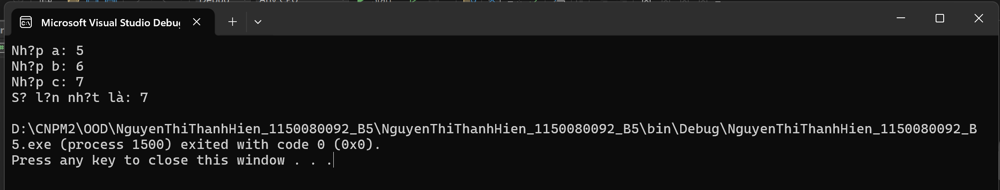 Microsoft Visual Studio Debu
Nh?p a: 5
Nh?p b: 6
Nh?p c: 7
S? l?n nh?t là: 7
D:\CNPM2\OOD\NguyenThiThanhHien_1150080092_B5\NguyenThiThanhHien_1150080092_B5\bin\Debug\NguyenThiThanhHien_1150080092_B
5.exe (process 1500) exited with code 0 (0x0).
Press any key to close this window . . .